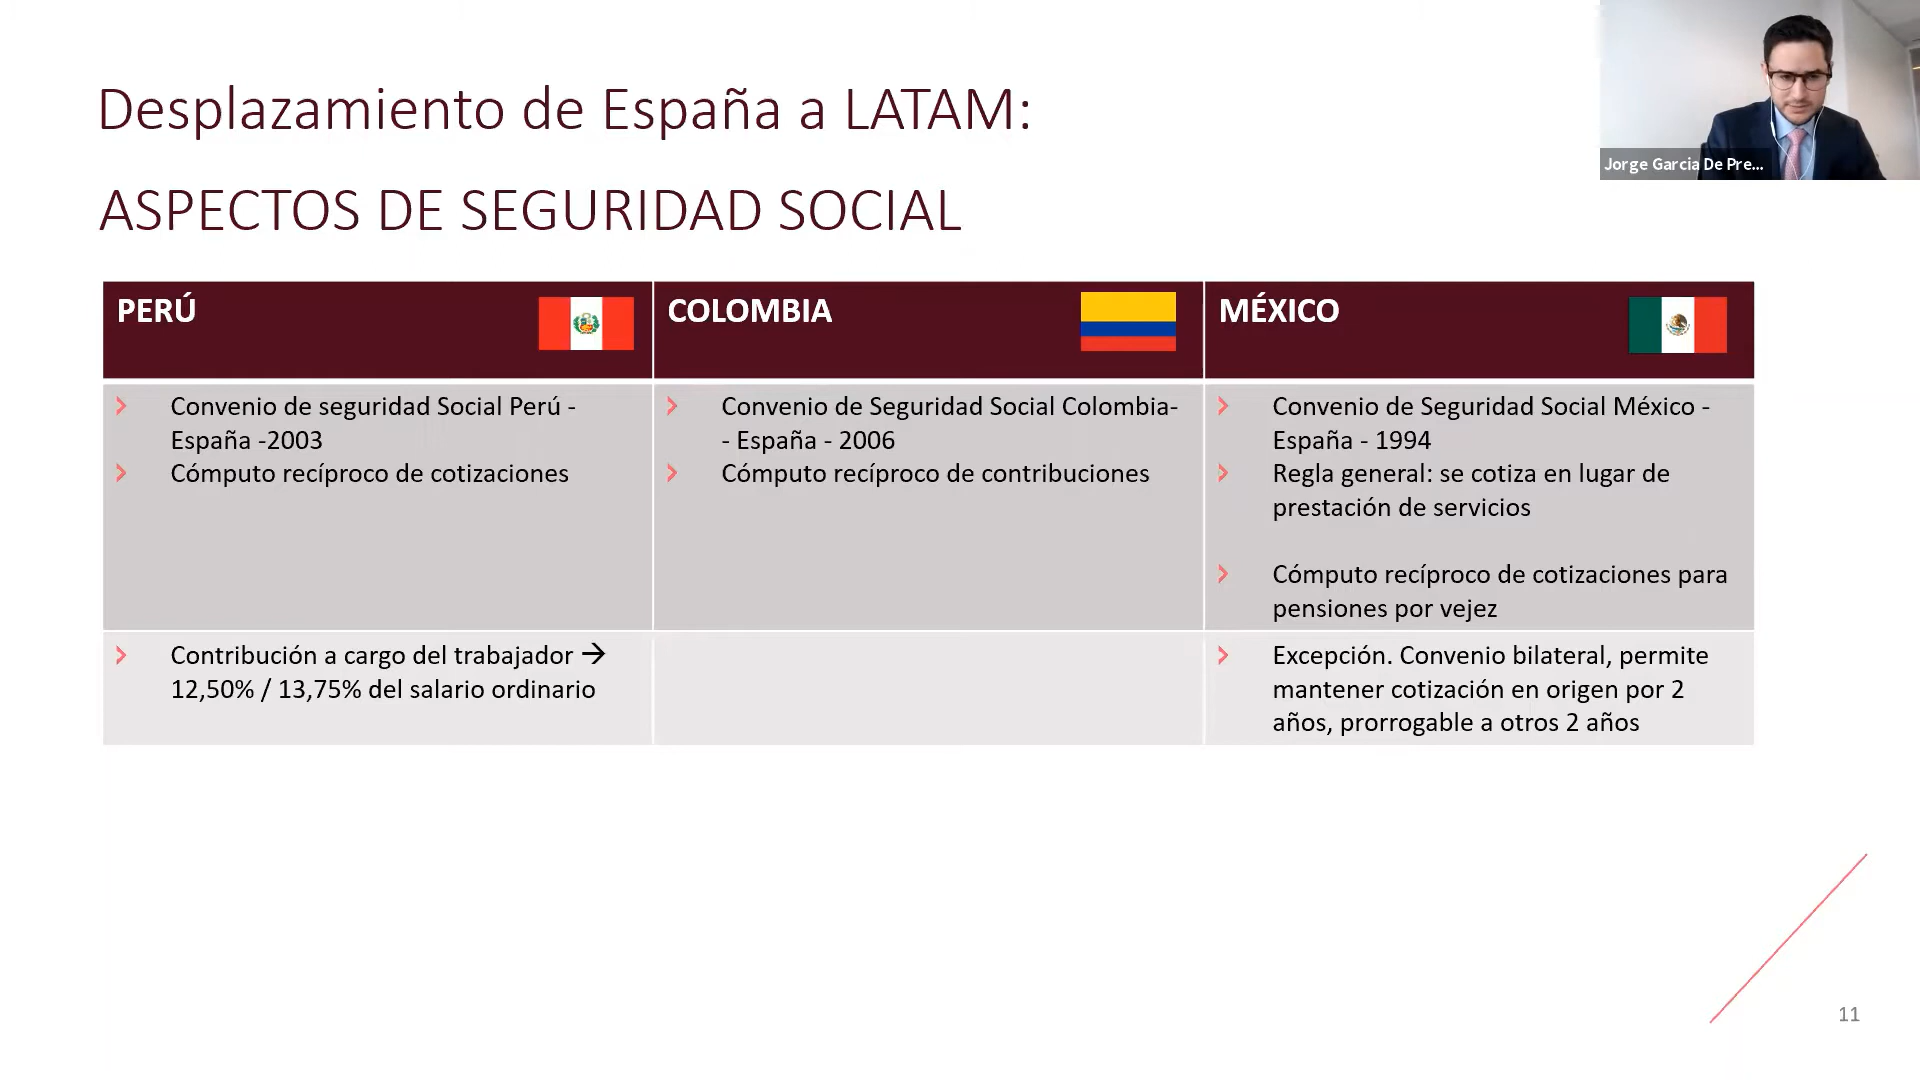 Desplazamiento de España a LATAM:
ASPECTOS DE SEGURIDAD SOCIAL
Jorge Garcia De Pre...
PERÚ
COLOMBIA
MÉXICO
Convenio de seguridad Social Perú -
España -2003
Cómputo recíproco de cotizaciones
Convenio de Seguridad Social Colombia-
- España - 2006
Cómputo recíproco de contribuciones
Convenio de Seguridad Social México -
España - 1994
Regla general: se cotiza en lugar de
prestación de servicios
Cómputo recíproco de cotizaciones para
pensiones por vejez
Contribución a cargo del trabajador →
12,50% / 13,75% del salario ordinario
Excepción. Convenio bilateral, permite
mantener cotización en origen por 2
años, prorrogable a otros 2 años
11